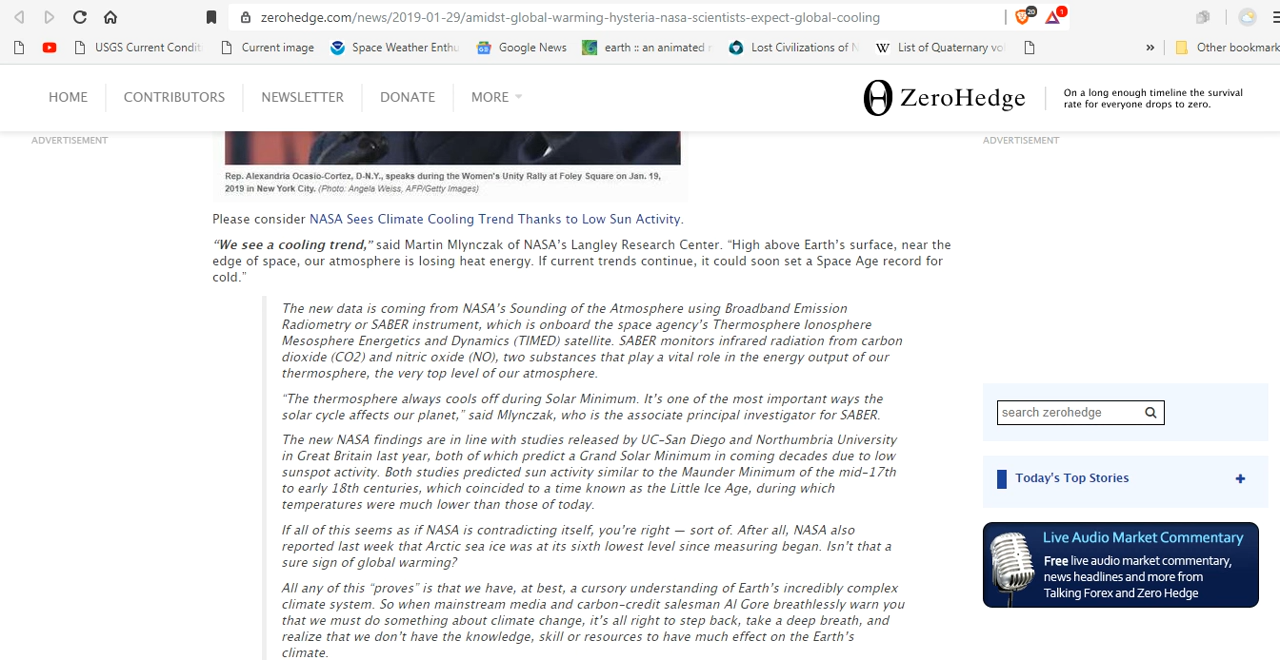 zerohedge.com/news/2019-01-29/amidst-global-warming-hysteria-nasa-scientists-expect-global-cooling
20
1
USGS Current Condit
Current image
Space Weather Enthu
Google News
earth :: an animated
Lost Civilizations of N
W List of Quaternary vo
»
Other bookmark
HOME
CONTRIBUTORS
NEWSLETTER
DONATE
MORE
ZeroHedge
On a long enough timeline the survival
rate for everyone drops to zero.
ADVERTISEMENT
ADVERTISEMENT
Rep. Alexandria Ocasio-Cortez, D-N.Y., speaks during the Women's Unity Rally at Foley Square on Jan. 19,
2019 in New York City. (Photo: Angela Weiss, AFP/Getty Images)
Please consider NASA Sees Climate Cooling Trend Thanks to Low Sun Activity.
“We see a cooling trend,” said Martin Mlynczak of NASA’s Langley Research Center. “High above Earth’s surface, near the
edge of space, our atmosphere is losing heat energy. If current trends continue, it could soon set a Space Age record for
cold.”
The new data is coming from NASA’s Sounding of the Atmosphere using Broadband Emission
Radiometry or SABER instrument, which is onboard the space agency’s Thermosphere Ionosphere
Mesosphere Energetics and Dynamics (TIMED) satellite. SABER monitors infrared radiation from carbon
dioxide (CO2) and nitric oxide (NO), two substances that play a vital role in the energy output of our
thermosphere, the very top level of our atmosphere.
“The thermosphere always cools off during Solar Minimum. It’s one of the most important ways the
solar cycle affects our planet,” said Mlynczak, who is the associate principal investigator for SABER.
The new NASA findings are in line with studies released by UC-San Diego and Northumbria University
in Great Britain last year, both of which predict a Grand Solar Minimum in coming decades due to low
sunspot activity. Both studies predicted sun activity similar to the Maunder Minimum of the mid-17th
to early 18th centuries, which coincided to a time known as the Little Ice Age, during which
temperatures were much lower than those of today.
If all of this seems as if NASA is contradicting itself, you’re right — sort of. After all, NASA also
reported last week that Arctic sea ice was at its sixth lowest level since measuring began. Isn’t that a
sure sign of global warming?
All any of this “proves” is that we have, at best, a cursory understanding of Earth’s incredibly complex
climate system. So when mainstream media and carbon-credit salesman Al Gore breathlessly warn you
that we must do something about climate change, it’s all right to step back, take a deep breath, and
realize that we don’t have the knowledge, skill or resources to have much effect on the Earth’s
climate.
search zerohedge
Today's Top Stories
+
Live Audio Market Commentary
Free live audio market commentary,
news headlines and more from
Talking Forex and Zero Hedge